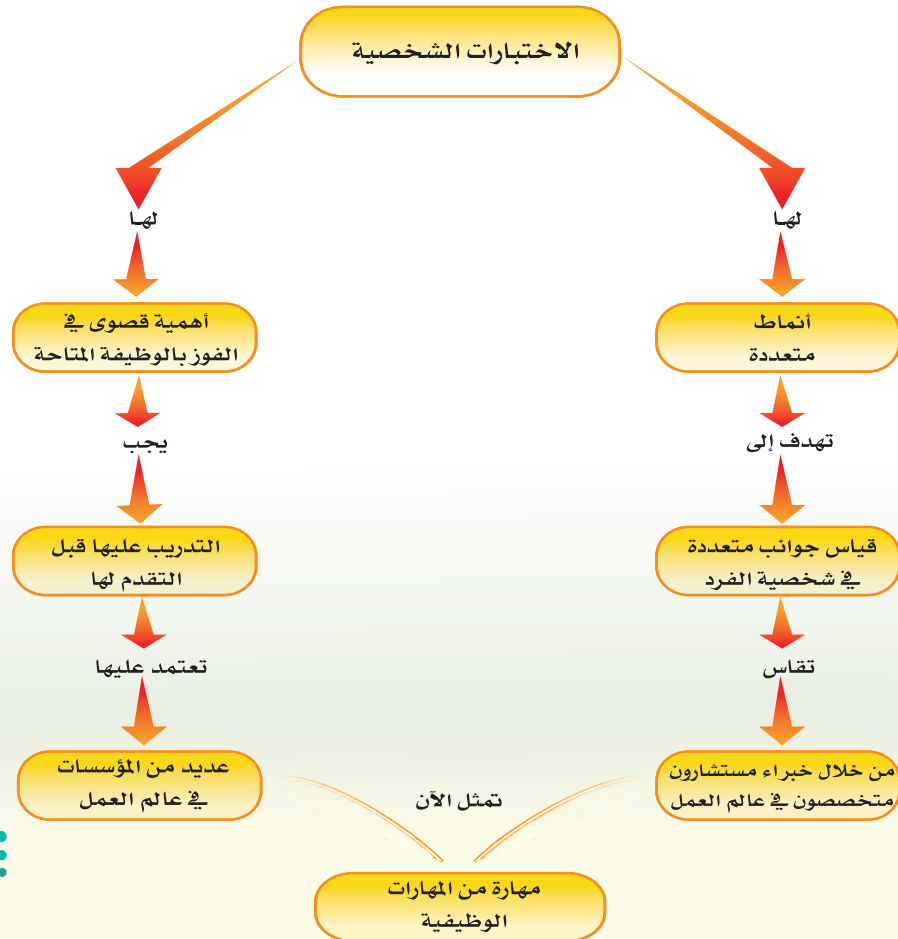 الاختبارات الشخصية
لها
أنماط
متعددة
تهدف إلى
قياس جوانب متعددة
في شخصية الفرد
تقاس
من خلال خبراء مستشارون
متخصصون في عالم العمل
لها
أهمية قصوى في
الفوز بالوظيفة المتاحة
يجب
التدريب عليها قبل
التقدم لها
تعتمد عليها
عديد من المؤسسات
في عالم العمل
تمثل الآن
مهارة من المهارات
الوظيفية